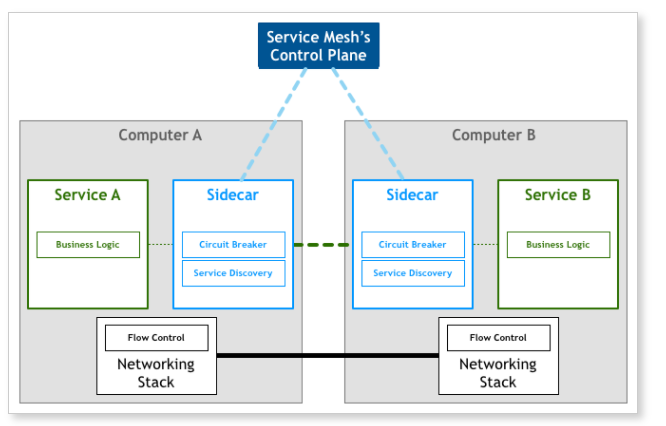 Service Mesh's
Control Plane
Computer A
Computer B
Service A
Sidecar
Sidecar
Service B
Business Logic
Circuit Breaker
Circuit Breaker
Business Logic
Service Discovery
Service Discovery
Flow Control
Flow Control
Networking
Stack
Networking
Stack